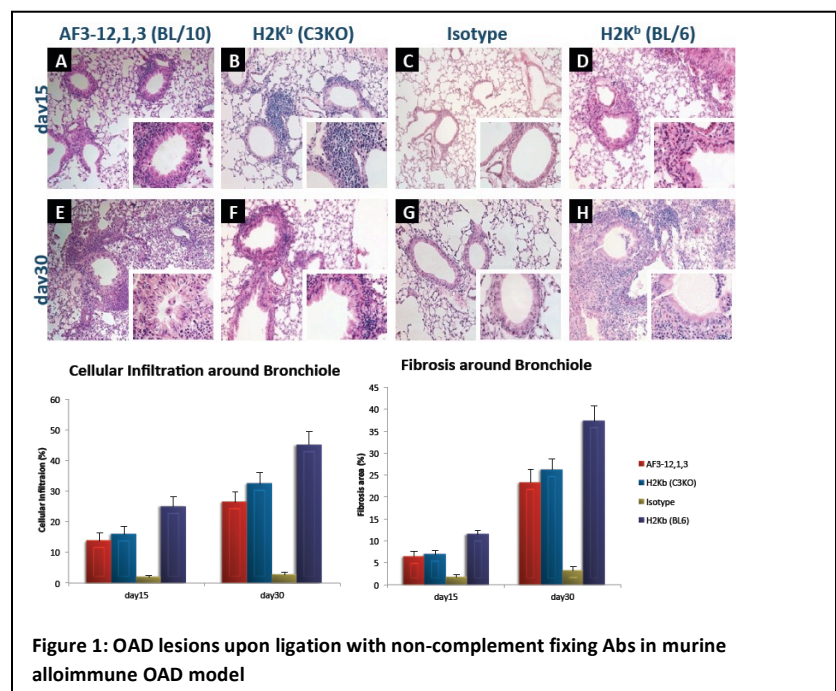 AF3-12,1,3 (BL/10) H2Kᵇ (C3KO) Isotype H2Kᵇ (BL/6)
day15
A B C D
day30
E F G H
Cellular Infiltration around Bronchiole
Cellular Infiltraion (%)
60
50
40
30
20
10
0
day15 day30
Fibrosis around Bronchiole
Fibrosis area (%)
45
40
35
30
25
20
15
10
5
0
day15 day30
AF3-12,1,3
H2Kb (C3KO)
Isotype
H2Kb (BL6)
Figure 1: OAD lesions upon ligation with non-complement fixing Abs in murine
alloimmune OAD model